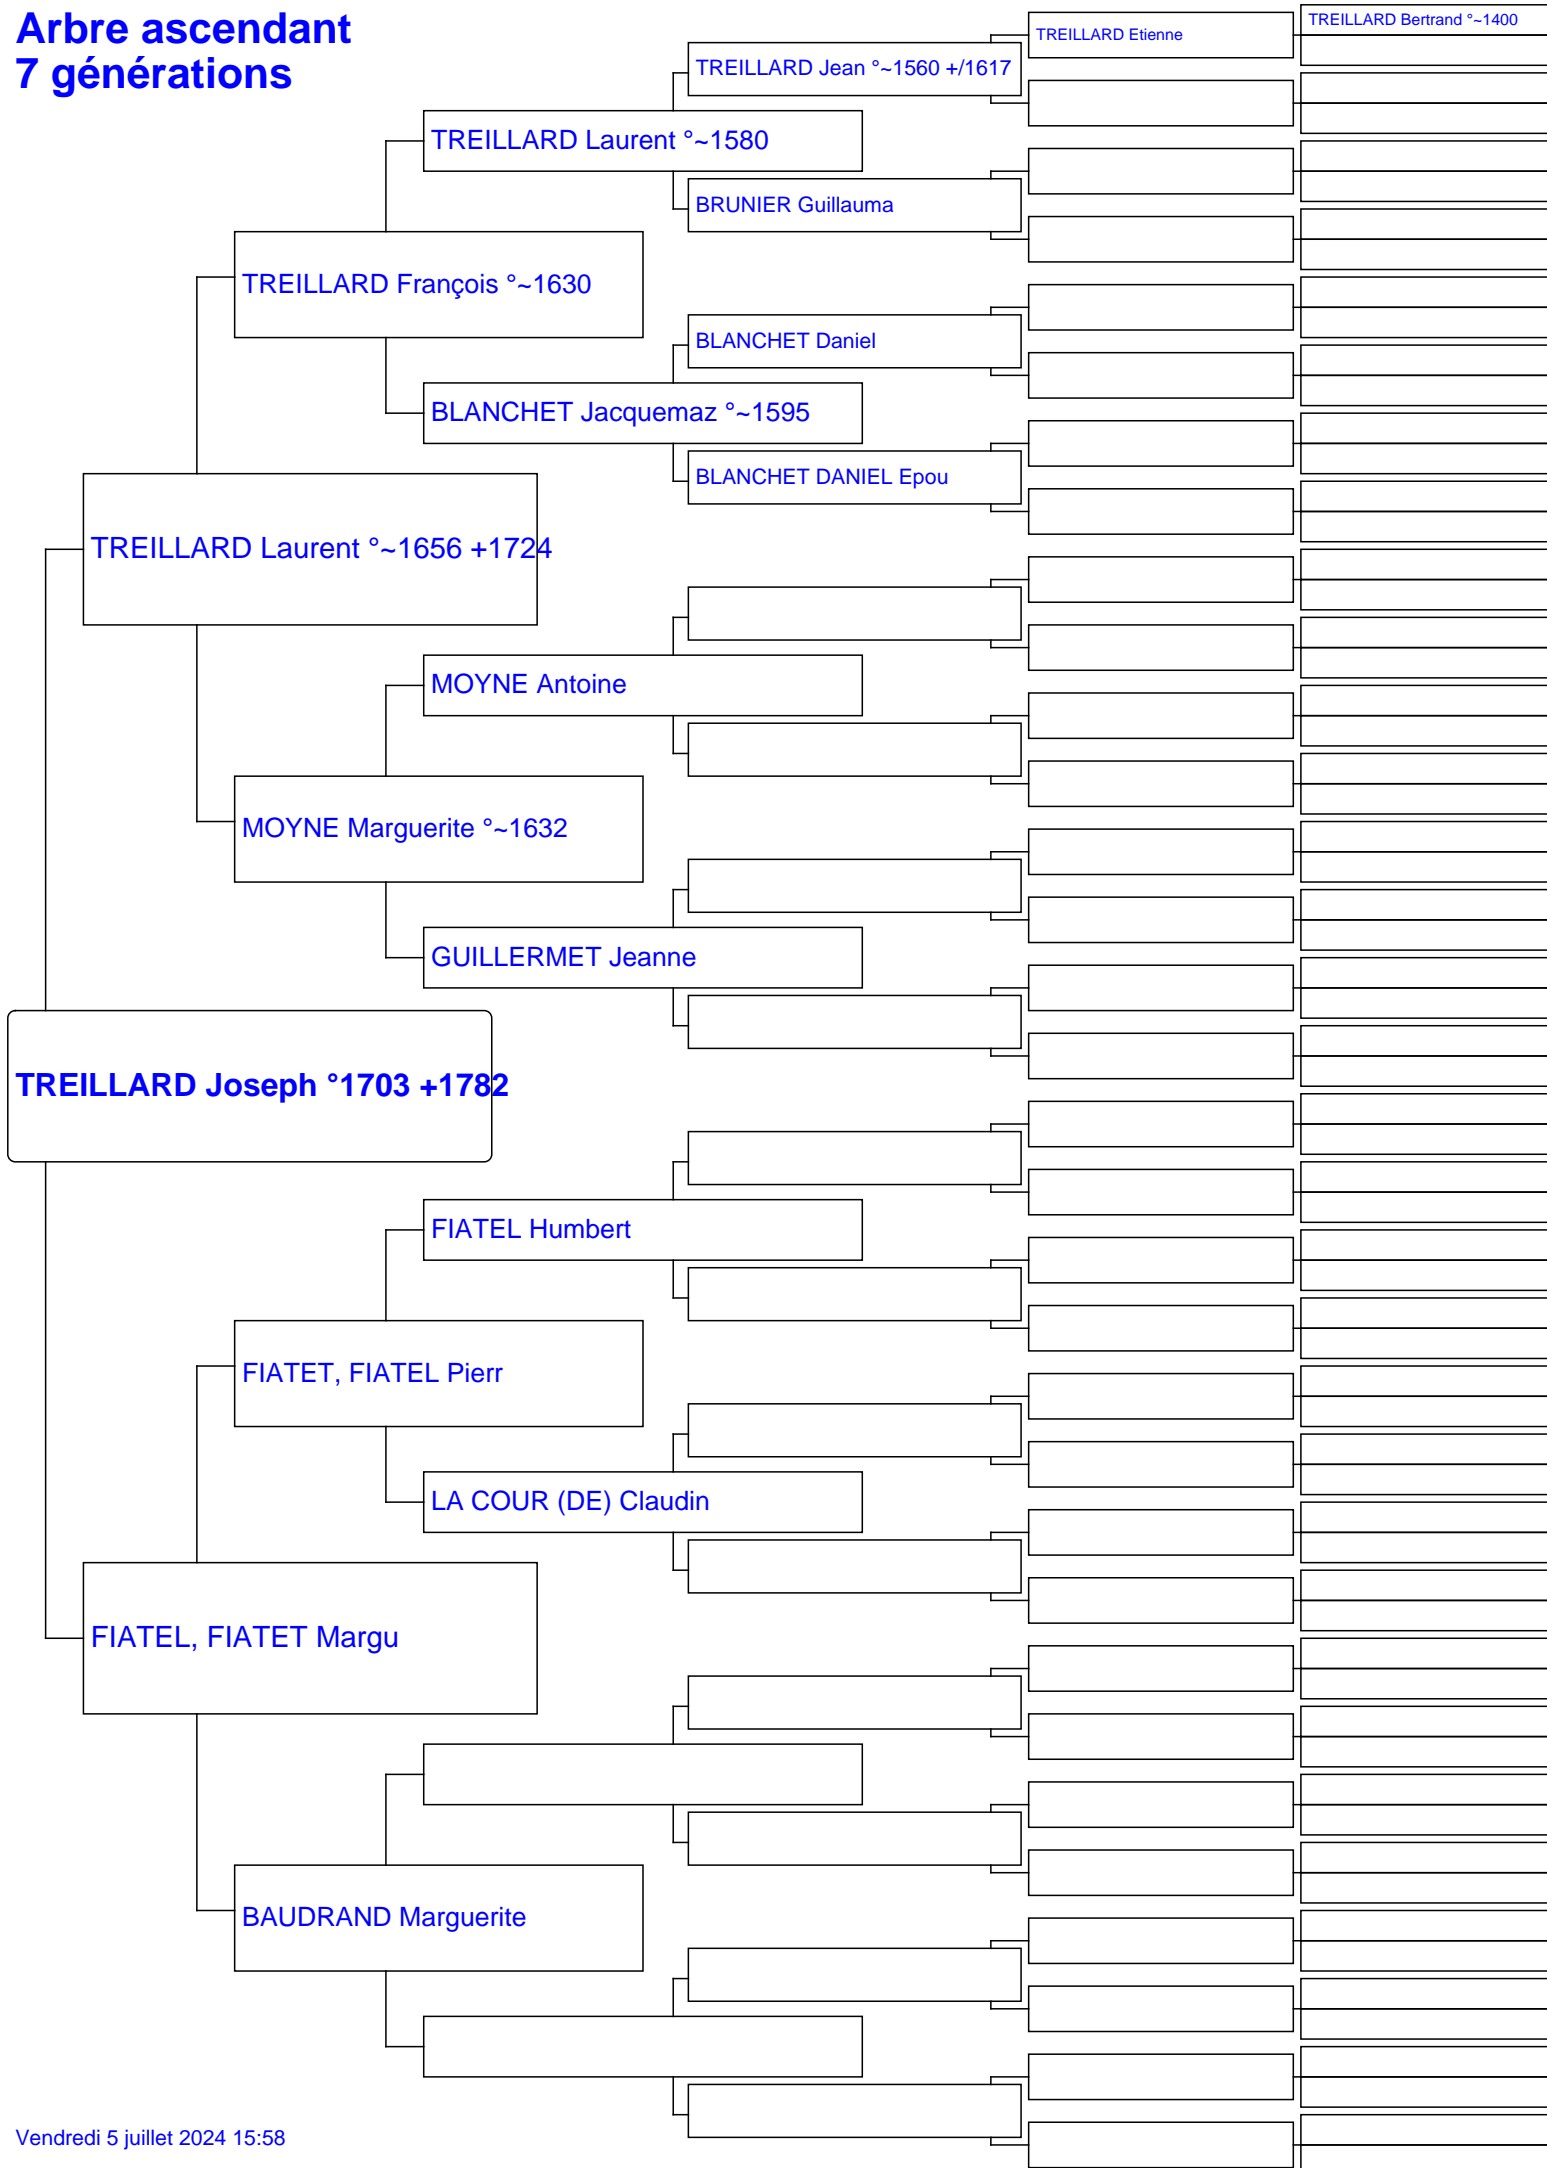 Arbre ascendant
7 générations
TREILLARD Etienne
TREILLARD Bertrand °~1400
TREILLARD Jean °~1560 +/1617
TREILLARD Laurent °~1580
BRUNIER Guillauma
TREILLARD François °~1630
BLANCHET Daniel
BLANCHET Jacquemaz °~1595
BLANCHET DANIEL Epou
TREILLARD Laurent °~1656 +1724
MOYNE Antoine
MOYNE Marguerite °~1632
GUILLERMET Jeanne
TREILLARD Joseph °1703 +1782
FIATEL Humbert
FIATET, FIATEL Pierr
LA COUR (DE) Claudin
FIATEL, FIATET Margu
BAUDRAND Marguerite
Vendredi 5 juillet 2024 15:58